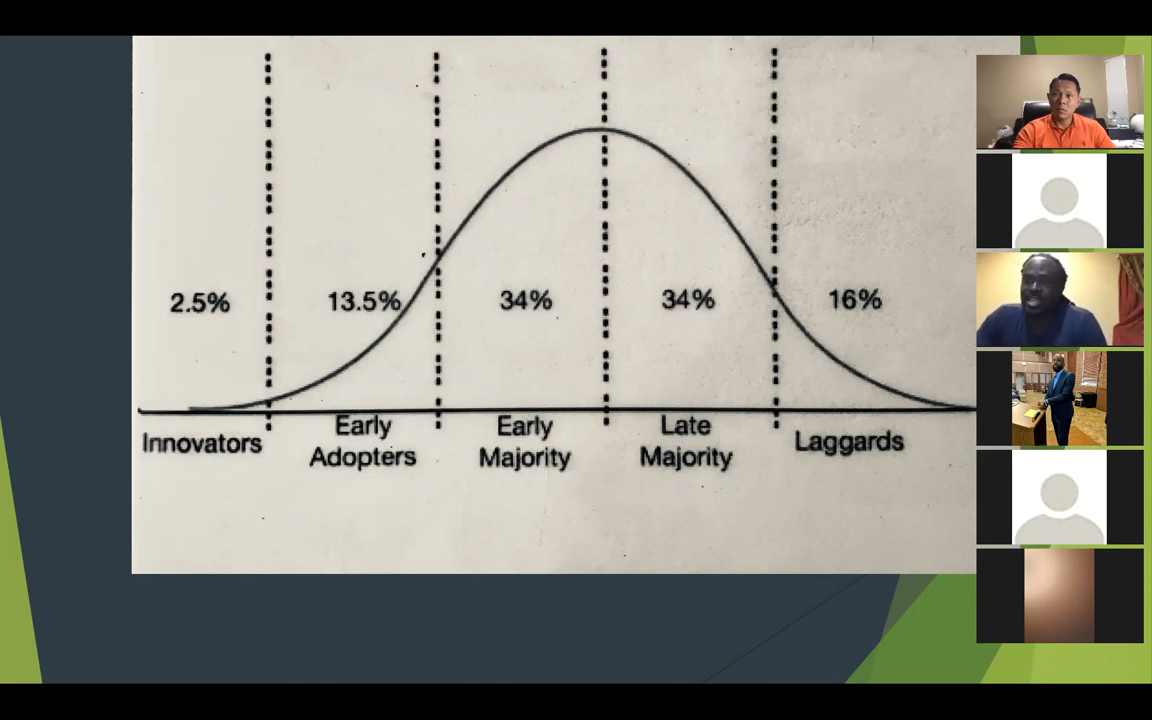 2.5%
13.5%
34%
34%
16%
Innovators
Early
Adopters
Early
Majority
Late
Majority
Laggards